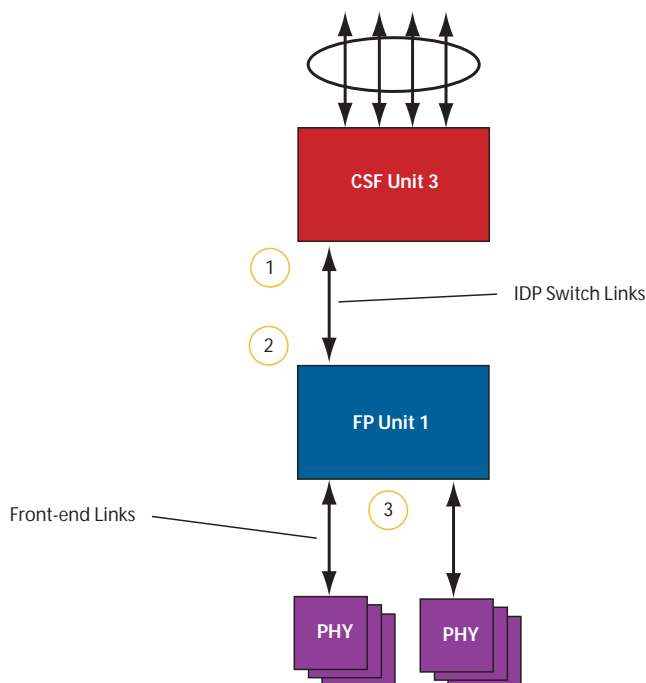 CSF Unit 3
1
IDP Switch Links
2
FP Unit 1
3
Front-end Links
PHY
PHY